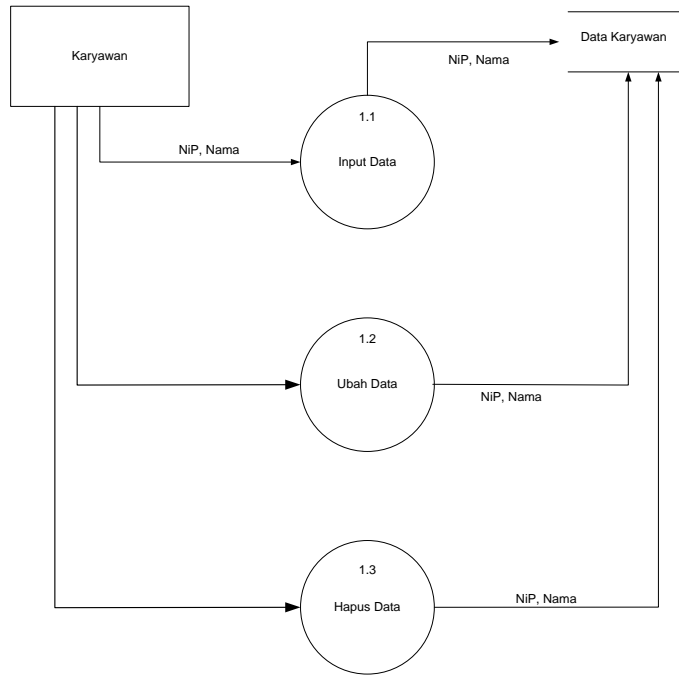 Karyawan
Data Karyawan
NiP, Nama
1.1
Input Data
NiP, Nama
1.2
Ubah Data
NiP, Nama
1.3
Hapus Data
NiP, Nama